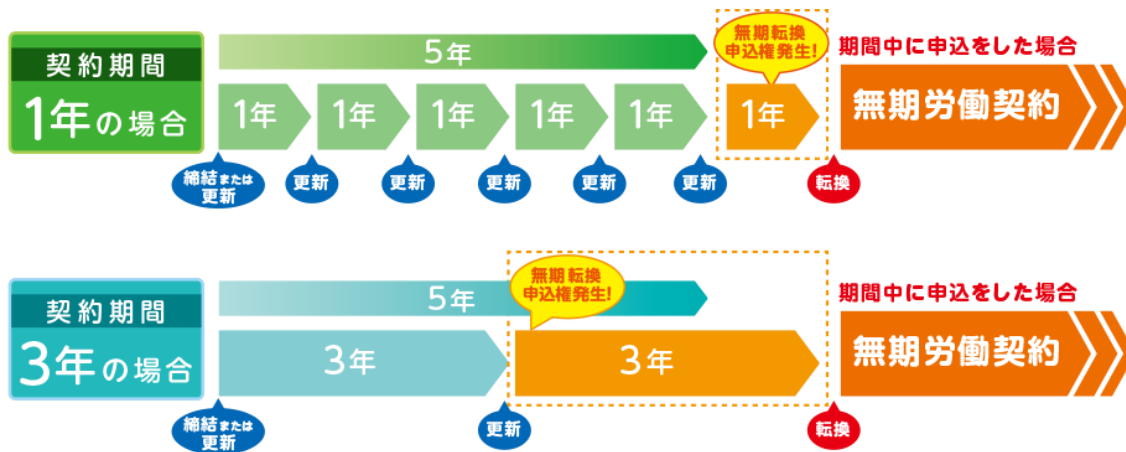 契約期間
1年の場合
5年
1年
1年
1年
1年
1年
無期転換
申込権発生!
1年
期間中に申込をした場合
無期労働契約
締結または
更新
更新
更新
更新
更新
更新
転換
契約期間
3年の場合
5年
無期転換
申込権発生!
3年
3年
期間中に申込をした場合
無期労働契約
締結または
更新
更新
転換